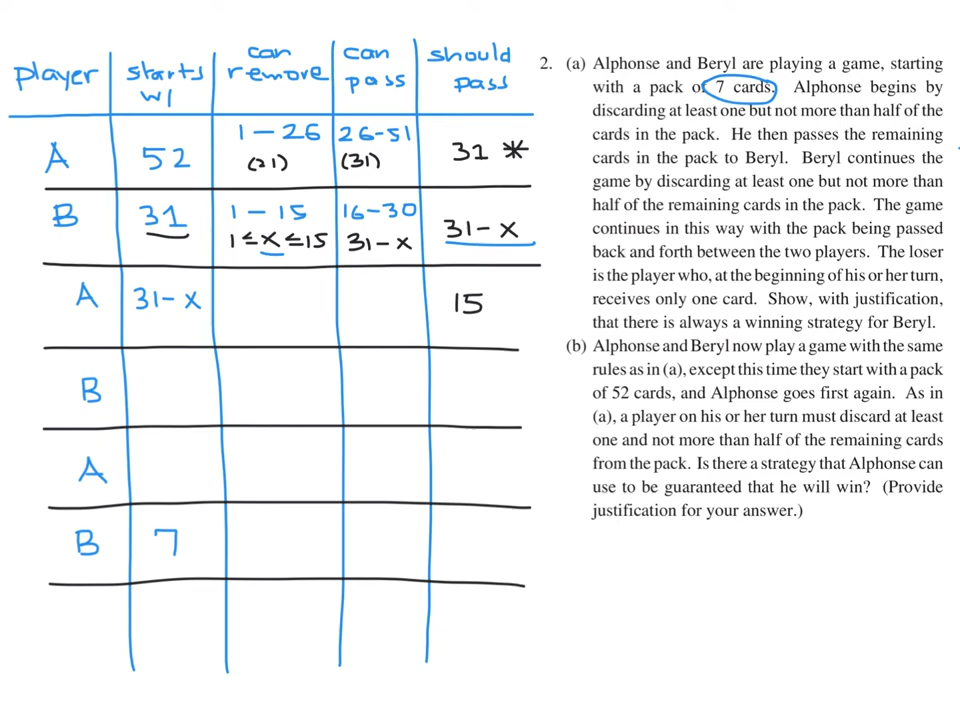 player starts w/ can remove can pass should pass
A 52 1 – 26 (21) 26-51 (31) 31 *
B 31 1 – 15 1 ≤ x ≤ 15 16 – 30 31 – x 31 – x
A 31 – x 15
B
A
B 7
2. (a) Alphonse and Beryl are playing a game, starting
with a pack of 7 cards. Alphonse begins by
discarding at least one but not more than half of the
cards in the pack. He then passes the remaining
cards in the pack to Beryl. Beryl continues the
game by discarding at least one but not more than
half of the remaining cards in the pack. The game
continues in this way with the pack being passed
back and forth between the two players. The loser
is the player who, at the beginning of his or her turn,
receives only one card. Show, with justification,
that there is always a winning strategy for Beryl.
(b) Alphonse and Beryl now play a game with the same
rules as in (a), except this time they start with a pack
of 52 cards, and Alphonse goes first again. As in
(a), a player on his or her turn must discard at least
one and not more than half of the remaining cards
from the pack. Is there a strategy that Alphonse can
use to be guaranteed that he will win? (Provide
justification for your answer.)